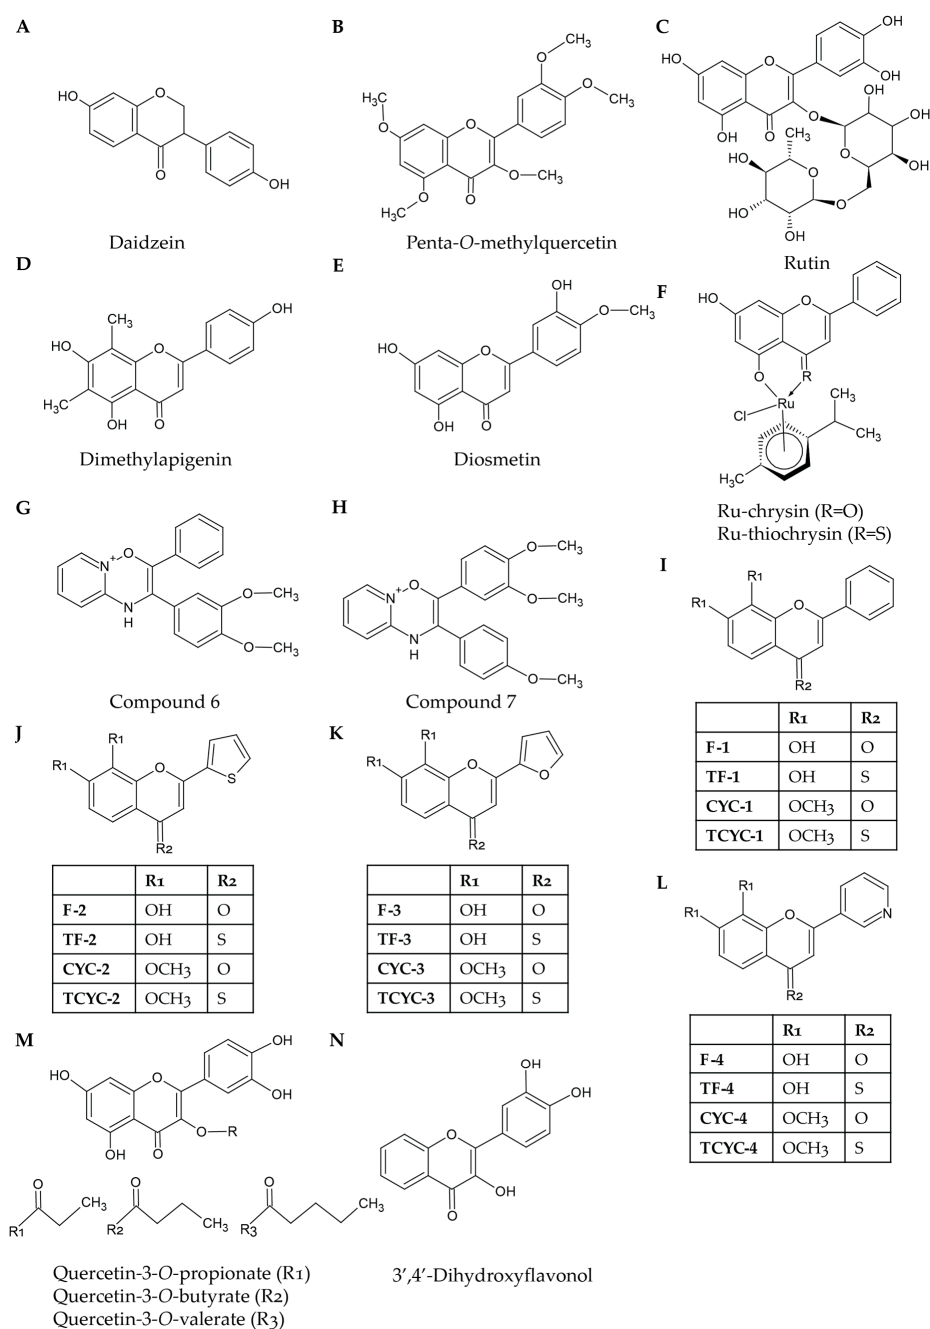 A
HO
O
O
OH
Daidzein
B
CH3
O
O
CH3
H3C
O
O
O
O
CH3
O
H3C
Penta-O-methylquercetin
C
OH
HO
O
OH
O
OH
O
OH
OH
CH3
O
OH
HO
O
O
HO
OH
OH
Rutin
D
CH3
OH
HO
O
H3C
OH
O
Dimethylapigenin
E
OH
O
CH3
HO
O
OH
O
Diosmetin
F
HO
O
O
R
Cl
Ru
CH3
CH3
H3C
Ru-chrysin (R=O)
Ru-thiochrysin (R=S)
G
N+
O
N
H
O
CH3
O
CH3
Compound 6
H
O
CH3
N+
O
O
CH3
N
H
O
CH3
Compound 7
I
R1
R1
O
R2
R1 R2
F-1 OH O
TF-1 OH S
CYC-1 OCH3 O
TCYC-1 OCH3 S
J
R1
R1
O
S
R2
R1 R2
F-2 OH O
TF-2 OH S
CYC-2 OCH3 O
TCYC-2 OCH3 S
K
R1
R1
O
O
R2
R1 R2
F-3 OH O
TF-3 OH S
CYC-3 OCH3 O
TCYC-3 OCH3 S
L
R1
R1
O
N
R2
R1 R2
F-4 OH O
TF-4 OH S
CYC-4 OCH3 O
TCYC-4 OCH3 S
M
OH
HO
O
OH
O
R
OH
O
O
CH3
R1
O
R2
CH3
O
R3
CH3
Quercetin-3-O-propionate (R1)
Quercetin-3-O-butyrate (R2)
Quercetin-3-O-valerate (R3)
N
OH
OH
O
OH
O
3’,4’-Dihydroxyflavonol